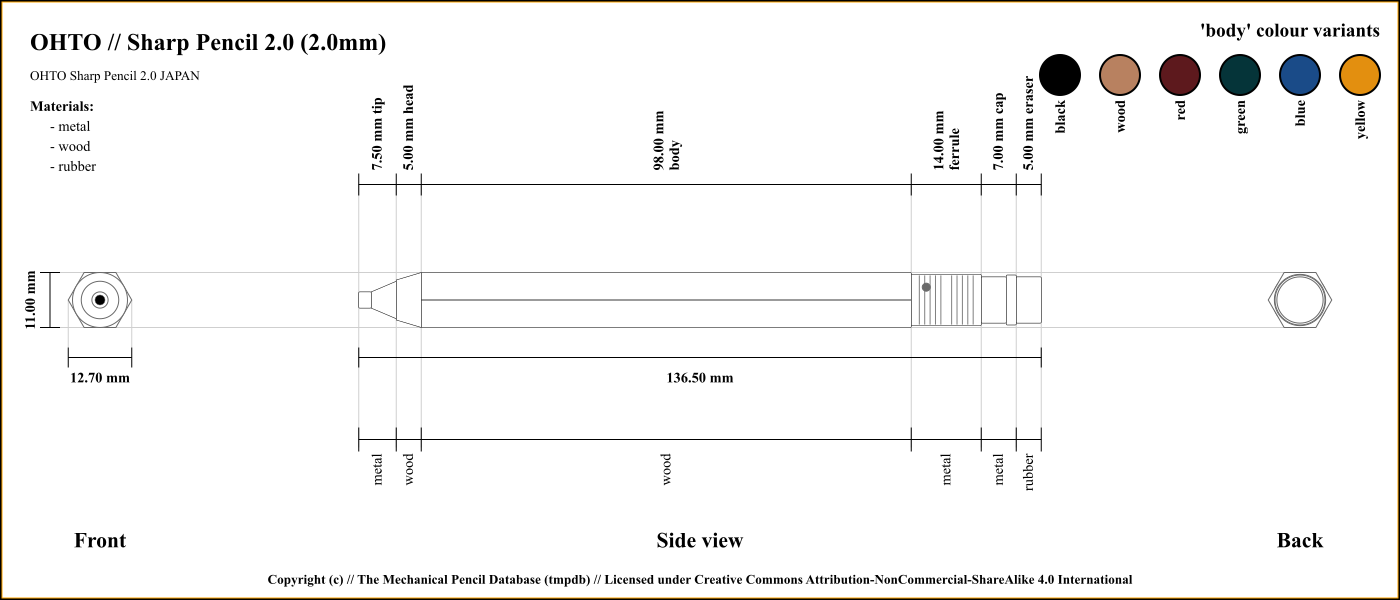 OHTO // Sharp Pencil 2.0 (2.0mm)
OHTO Sharp Pencil 2.0 JAPAN
Materials:
- metal
- wood
- rubber
'body' colour variants
black
wood
red
green
blue
yellow
7.50 mm tip
5.00 mm head
98.00 mm
body
14.00 mm
ferrule
7.00 mm cap
5.00 mm eraser
11.00 mm
12.70 mm
136.50 mm
metal
wood
wood
metal
metal
rubber
Front
Side view
Back
Copyright (c) // The Mechanical Pencil Database (tmpdb) // Licensed under Creative Commons Attribution-NonCommercial-ShareAlike 4.0 International